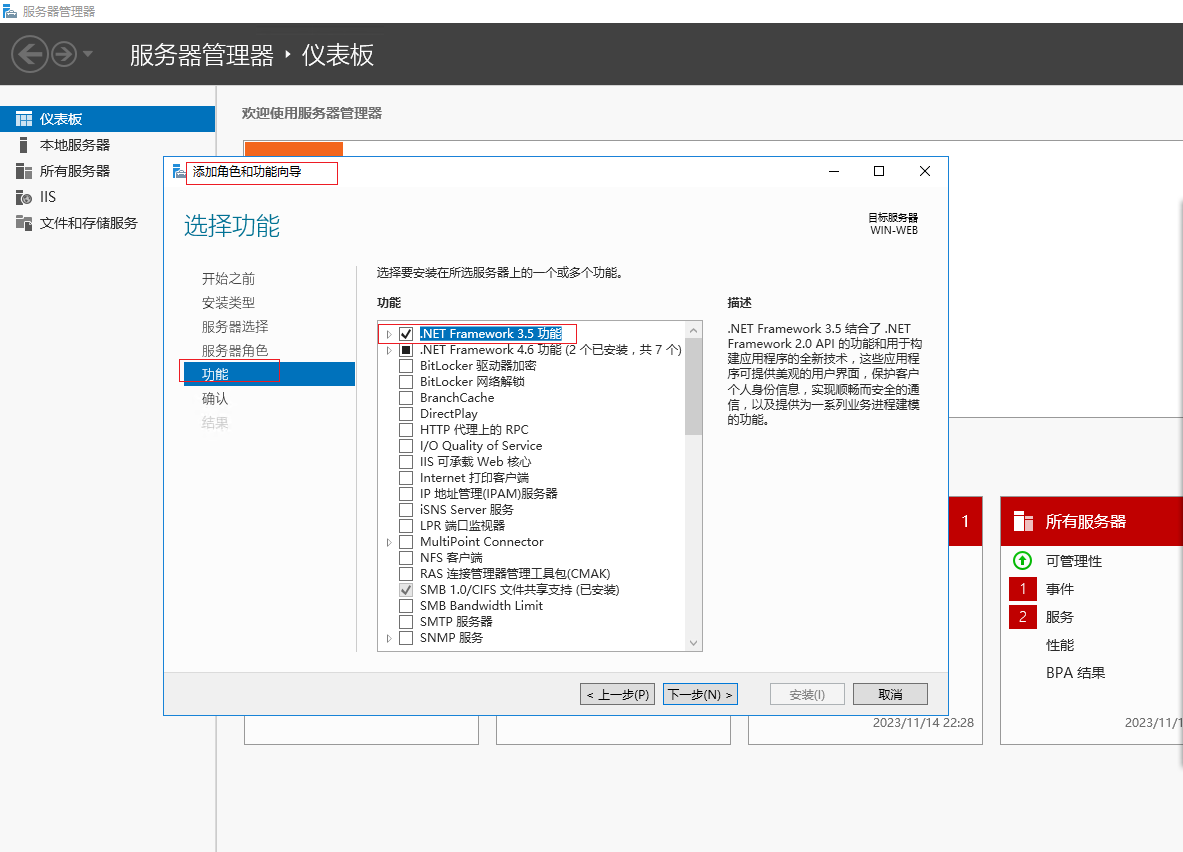 服务器管理器
服务器管理器 ‣ 仪表板
仪表板
本地服务器
所有服务器
IIS
文件和存储服务
欢迎使用服务器管理器
添加角色和功能向导
选择功能
目标服务器
WIN-WEB
开始之前
安装类型
服务器选择
服务器角色
功能
确认
结果
选择要安装在所选服务器上的一个或多个功能。
功能
.NET Framework 3.5 功能
.NET Framework 4.6 功能 (2 个已安装，共 7 个)
BitLocker 驱动器加密
BitLocker 网络解锁
BranchCache
DirectPlay
HTTP 代理上的 RPC
I/O Quality of Service
IIS 可承载 Web 核心
Internet 打印客户端
IP 地址管理(IPAM)服务器
iSNS Server 服务
LPR 端口监视器
MultiPoint Connector
NFS 客户端
RAS 连接管理器管理工具包(CMAK)
SMB 1.0/CIFS 文件共享支持 (已安装)
SMB Bandwidth Limit
SMTP 服务器
SNMP 服务
描述
.NET Framework 3.5 结合了 .NET
Framework 2.0 API 的功能和用于构
建应用程序的全新技术，这些应用程
序可提供美观的用户界面，保护客户
个人身份信息，实现顺畅而安全的通
信，以及提供为一系列业务进程建模
的功能。
< 上一步(P)
下一步(N) >
安装(I)
取消
1
2023/11/14 22:28
所有服务器
可管理性
1 事件
2 服务
性能
BPA 结果
2023/11/1